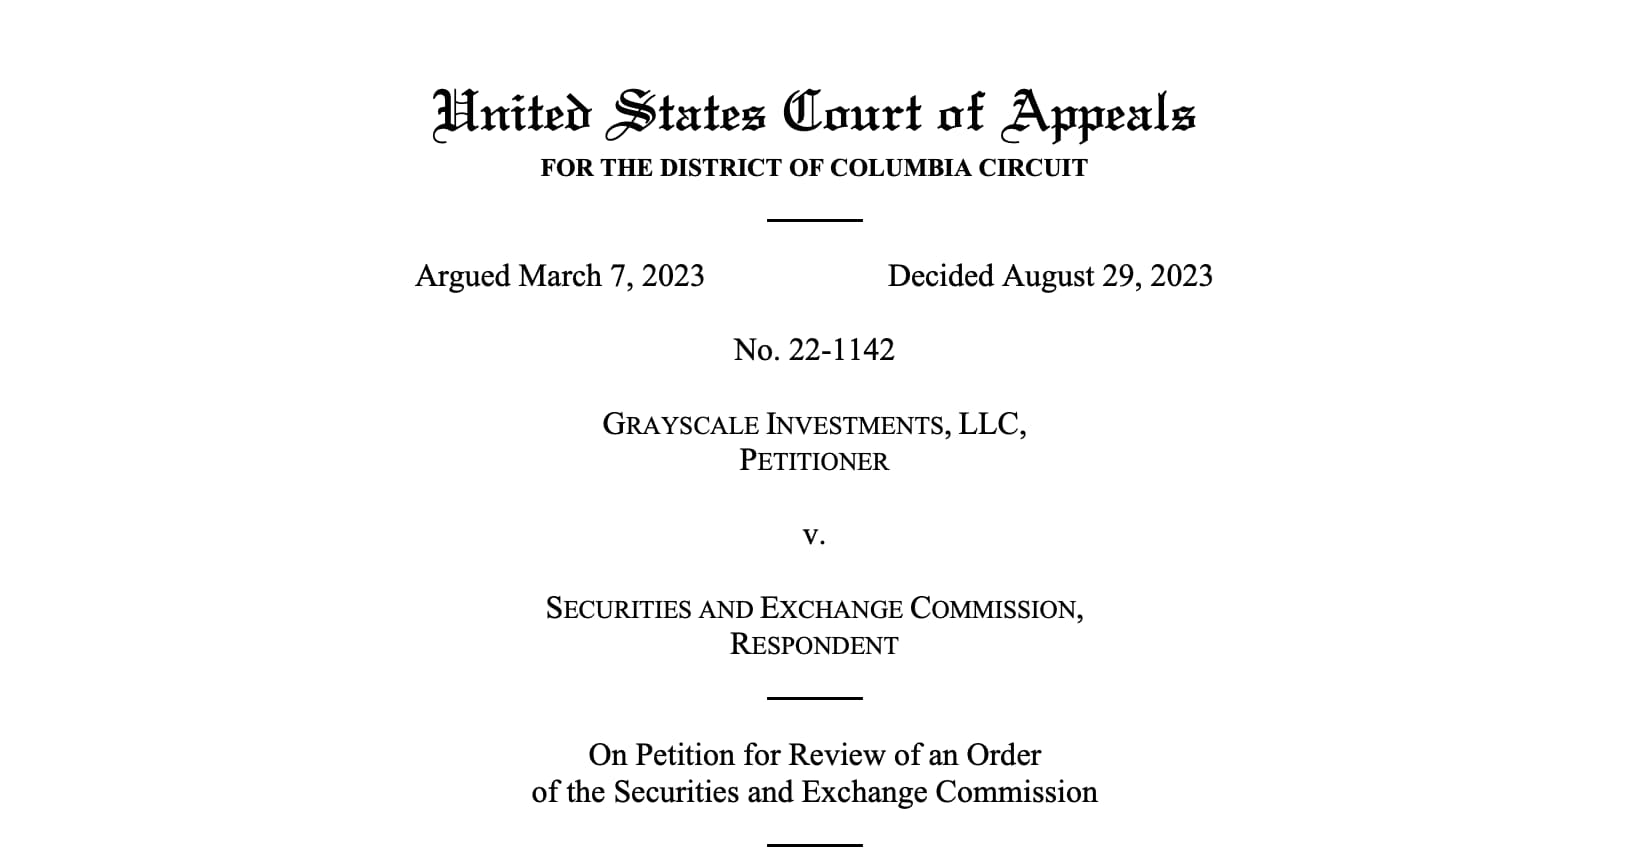 United States Court of Appeals
FOR THE DISTRICT OF COLUMBIA CIRCUIT
Argued March 7, 2023 Decided August 29, 2023
No. 22-1142
GRAYSCALE INVESTMENTS, LLC,
PETITIONER
v.
SECURITIES AND EXCHANGE COMMISSION,
RESPONDENT
On Petition for Review of an Order
of the Securities and Exchange Commission